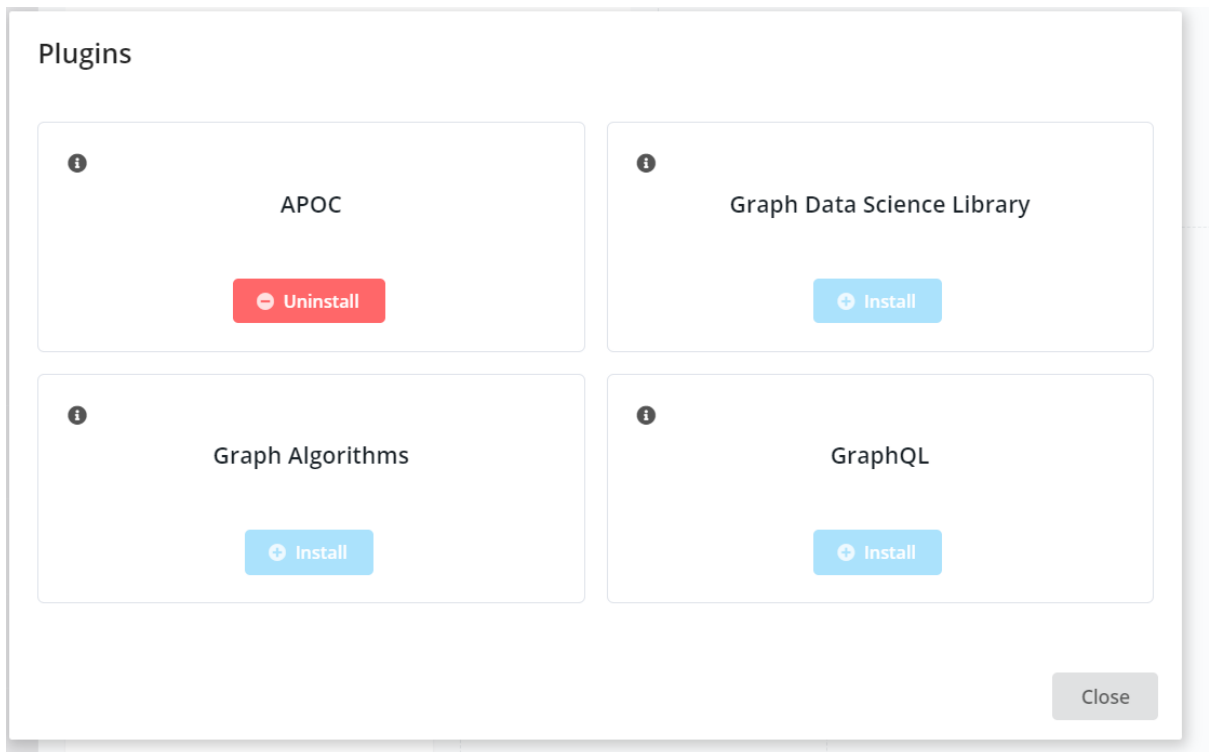 Plugins
APOC
Uninstall
Graph Data Science Library
Install
Graph Algorithms
Install
GraphQL
Install
Close